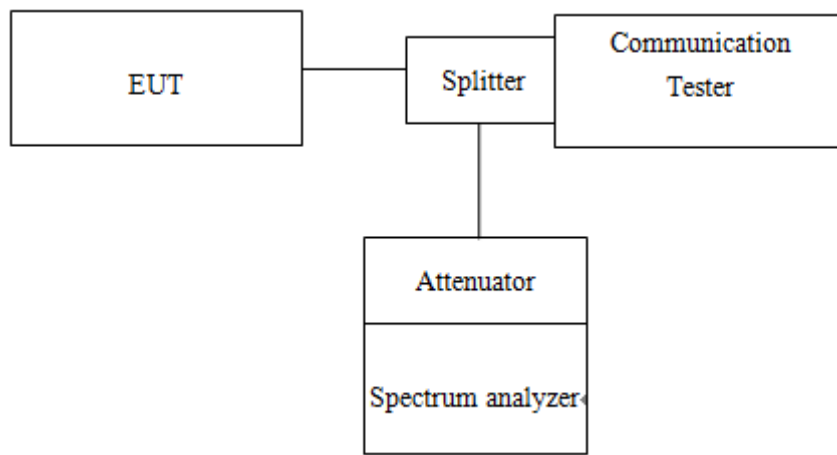 EUT
Splitter
Communication
Tester
Attenuator
Spectrum analyzer